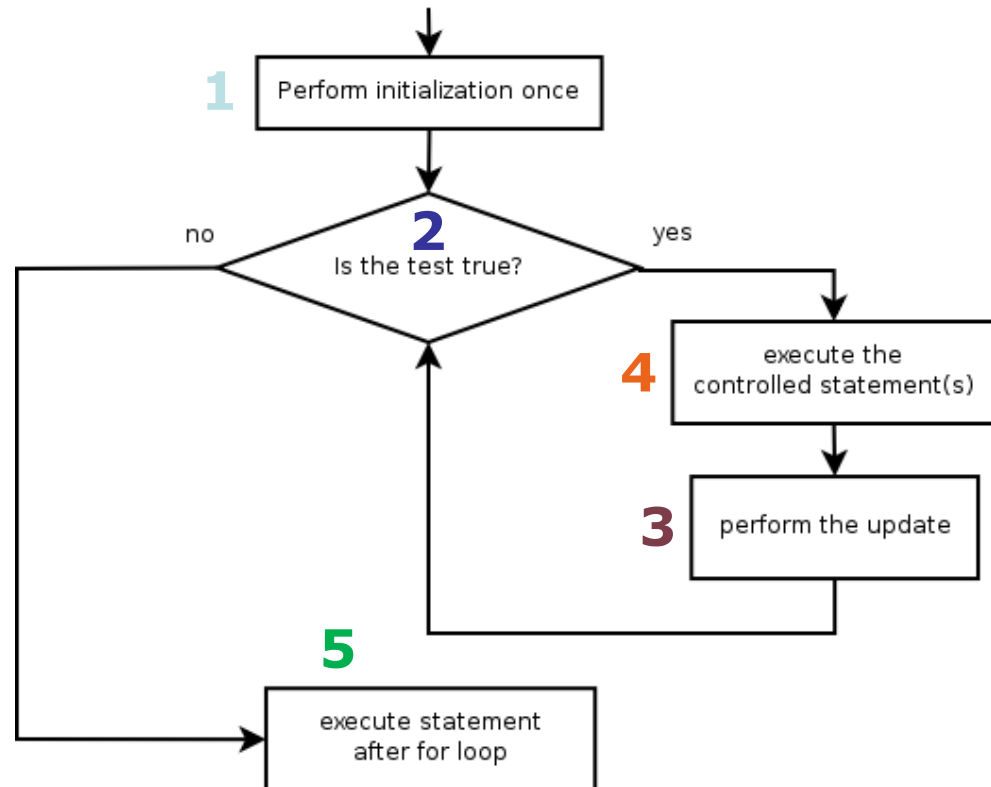 1
Perform initialization once
2
no
yes
Is the test true?
4
execute the
controlled statement(s)
3
perform the update
5
execute statement
after for loop